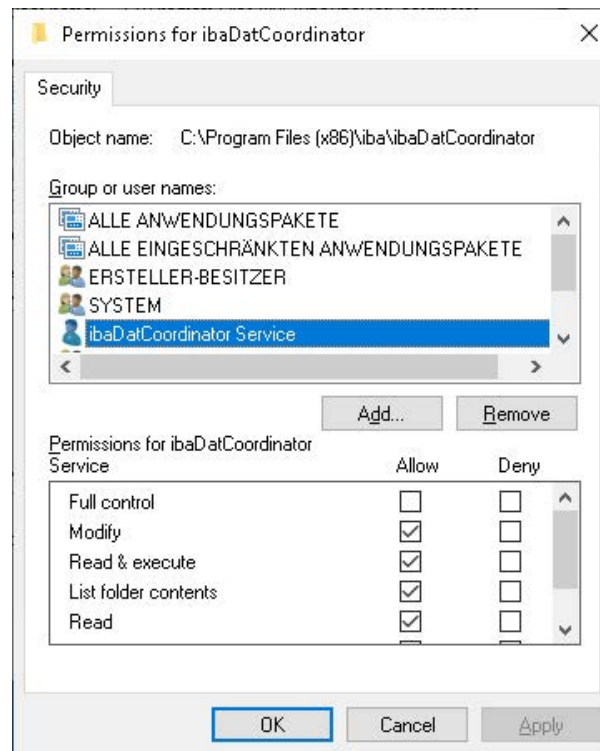 Permissions for ibaDatCoordinator
Security
Object name: C:\Program Files (x86)\iba\ibaDatCoordinator
Group or user names:
ALLE ANWENDUNGSPAKETE
ALLE EINGESCHRÄNKTEN ANWENDUNGSPAKETE
ERSTELLER-BESITZER
SYSTEM
ibaDatCoordinator Service
Add... Remove
Permissions for ibaDatCoordinator
Service Allow Deny
Full control
Modify
Read & execute
List folder contents
Read
OK Cancel Apply